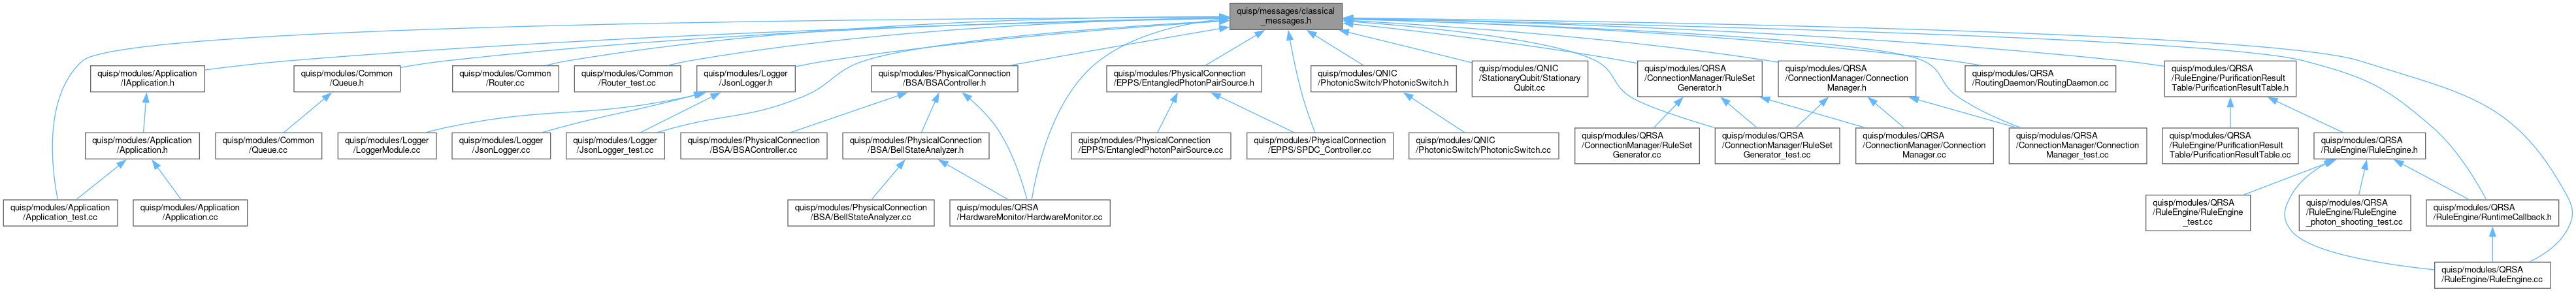 quisp/messages/classical
_messages.h
quisp/modules/Application
/IApplication.h
quisp/modules/Common
/Queue.h
quisp/modules/Common
/Router.cc
quisp/modules/Common
/Router_test.cc
quisp/modules/Logger
/JsonLogger.h
quisp/modules/PhysicalConnection
/BSA/BSAController.h
quisp/modules/PhysicalConnection
/EPPS/EntangledPhotonPairSource.h
quisp/modules/QNIC
/PhotonicSwitch/PhotonicSwitch.h
quisp/modules/QNIC
/StationaryQubit/Stationary
Qubit.cc
quisp/modules/QRSA
/ConnectionManager/RuleSet
Generator.h
quisp/modules/QRSA
/ConnectionManager/Connection
Manager.h
quisp/modules/QRSA
/RoutingDaemon/RoutingDaemon.cc
quisp/modules/QRSA
/RuleEngine/PurificationResult
Table/PurificationResultTable.h
quisp/modules/Application
/Application.h
quisp/modules/Common
/Queue.cc
quisp/modules/Logger
/LoggerModule.cc
quisp/modules/Logger
/JsonLogger.cc
quisp/modules/Logger
/JsonLogger_test.cc
quisp/modules/PhysicalConnection
/BSA/BSAController.cc
quisp/modules/PhysicalConnection
/BSA/BellStateAnalyzer.h
quisp/modules/PhysicalConnection
/EPPS/EntangledPhotonPairSource.cc
quisp/modules/PhysicalConnection
/EPPS/SPDC_Controller.cc
quisp/modules/QNIC
/PhotonicSwitch/PhotonicSwitch.cc
quisp/modules/QRSA
/ConnectionManager/RuleSet
Generator.cc
quisp/modules/QRSA
/ConnectionManager/RuleSet
Generator_test.cc
quisp/modules/QRSA
/ConnectionManager/Connection
Manager.cc
quisp/modules/QRSA
/ConnectionManager/Connection
Manager_test.cc
quisp/modules/QRSA
/RuleEngine/PurificationResult
Table/PurificationResultTable.cc
quisp/modules/QRSA
/RuleEngine/RuleEngine.h
quisp/modules/Application
/Application_test.cc
quisp/modules/Application
/Application.cc
quisp/modules/PhysicalConnection
/BSA/BellStateAnalyzer.cc
quisp/modules/QRSA
/HardwareMonitor/HardwareMonitor.cc
quisp/modules/QRSA
/RuleEngine/RuleEngine
_test.cc
quisp/modules/QRSA
/RuleEngine/RuleEngine
_photon_shooting_test.cc
quisp/modules/QRSA
/RuleEngine/RuntimeCallback.h
quisp/modules/QRSA
/RuleEngine/RuleEngine.cc